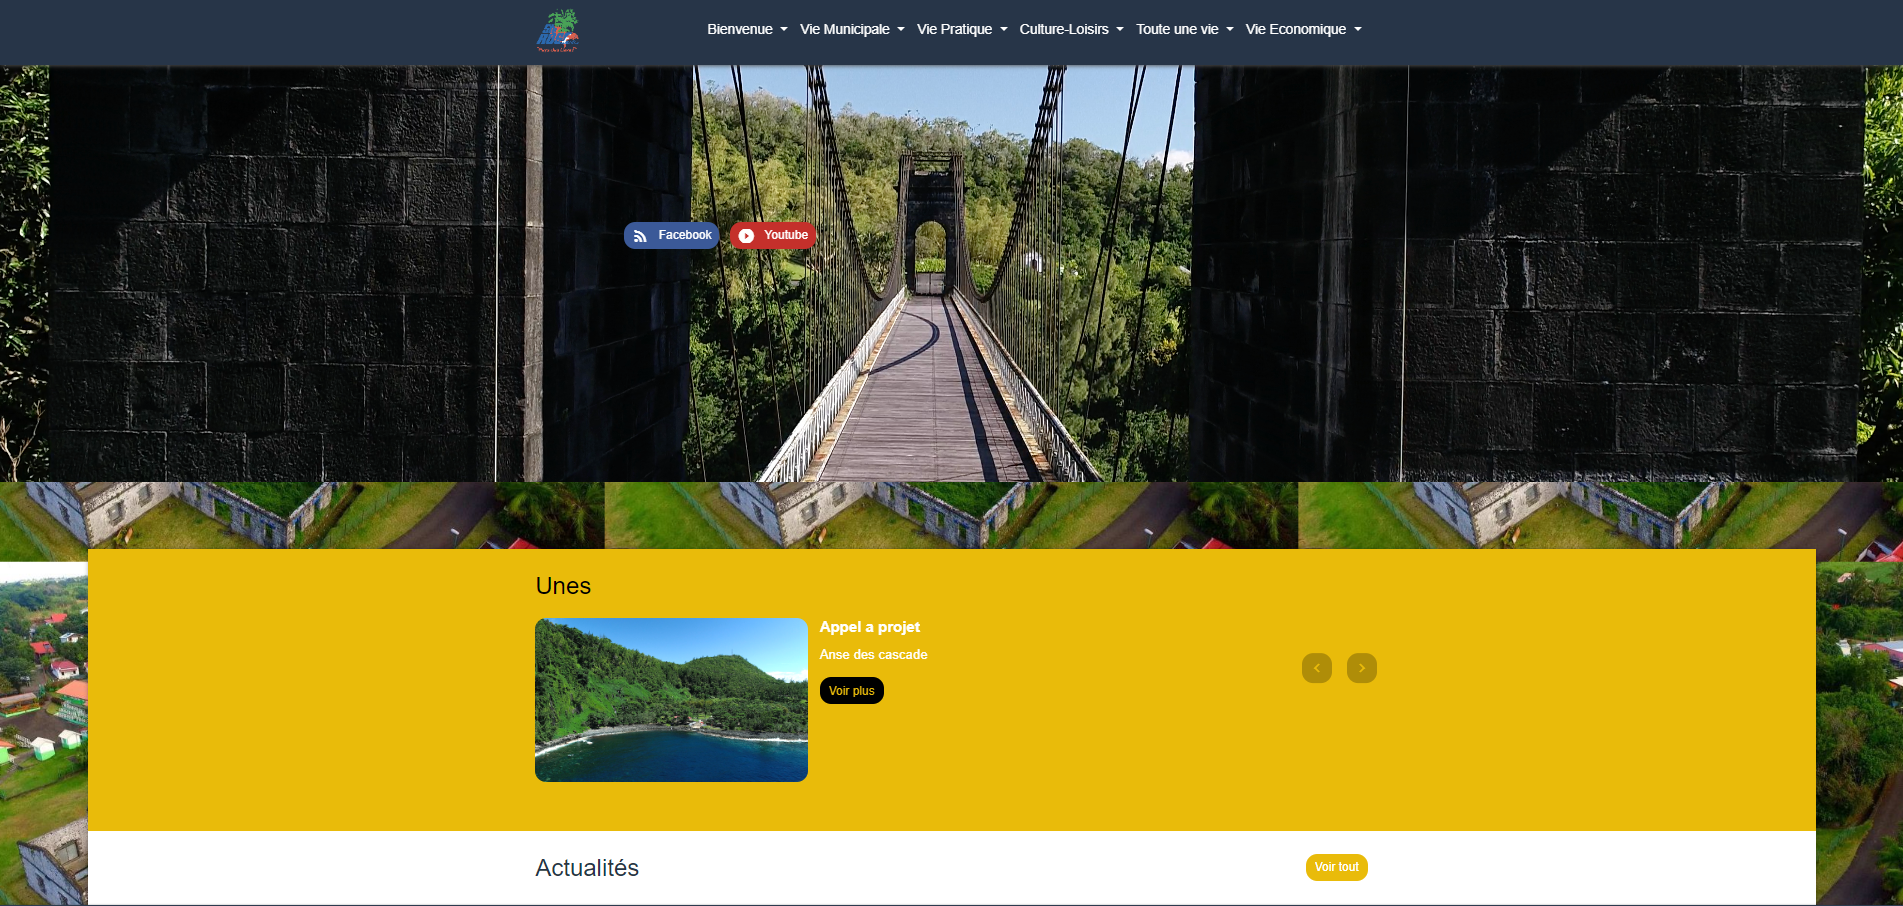 Bienvenue
Vie Municipale
Vie Pratique
Culture-Loisirs
Toute une vie
Vie Economique
Facebook
Youtube
Unes
Appel a projet
Anse des cascade
Voir plus
Actualités
Voir tout